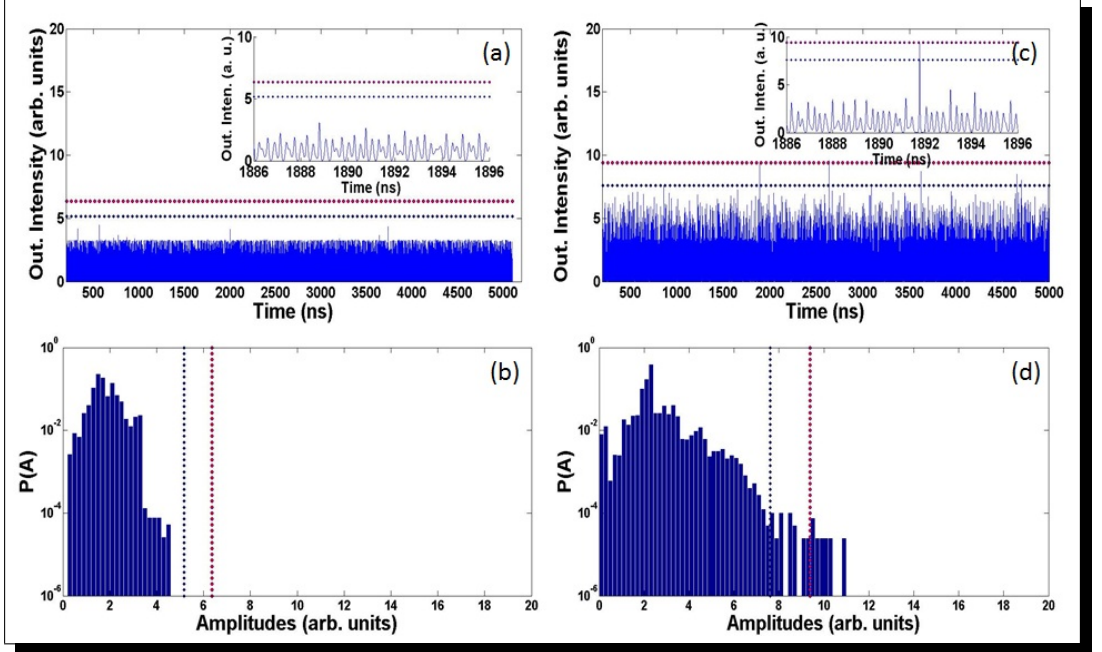 20
15
10
5
0
Out. Intensity (arb. units)
500 1000 1500 2000 2500 3000 3500 4000 4500 5000
Time (ns)
(a)
10
5
0
Out. Inten. (a. u.)
1886 1888 1890 1892 1894 1896
Time (ns)
20
15
10
5
0
Out. Intensity (arb. units)
500 1000 1500 2000 2500 3000 3500 4000 4500 5000
Time (ns)
(c)
10
5
0
Out. Inten. (a. u.)
1886 1888 1890 1892 1894 1896
Time (ns)
10^0
10^-2
10^-4
10^-6
P(A)
0 2 4 6 8 10 12 14 16 18 20
Amplitudes (arb. units)
(b)
10^0
10^-2
10^-4
10^-6
P(A)
0 2 4 6 8 10 12 14 16 18 20
Amplitudes (arb. units)
(d)